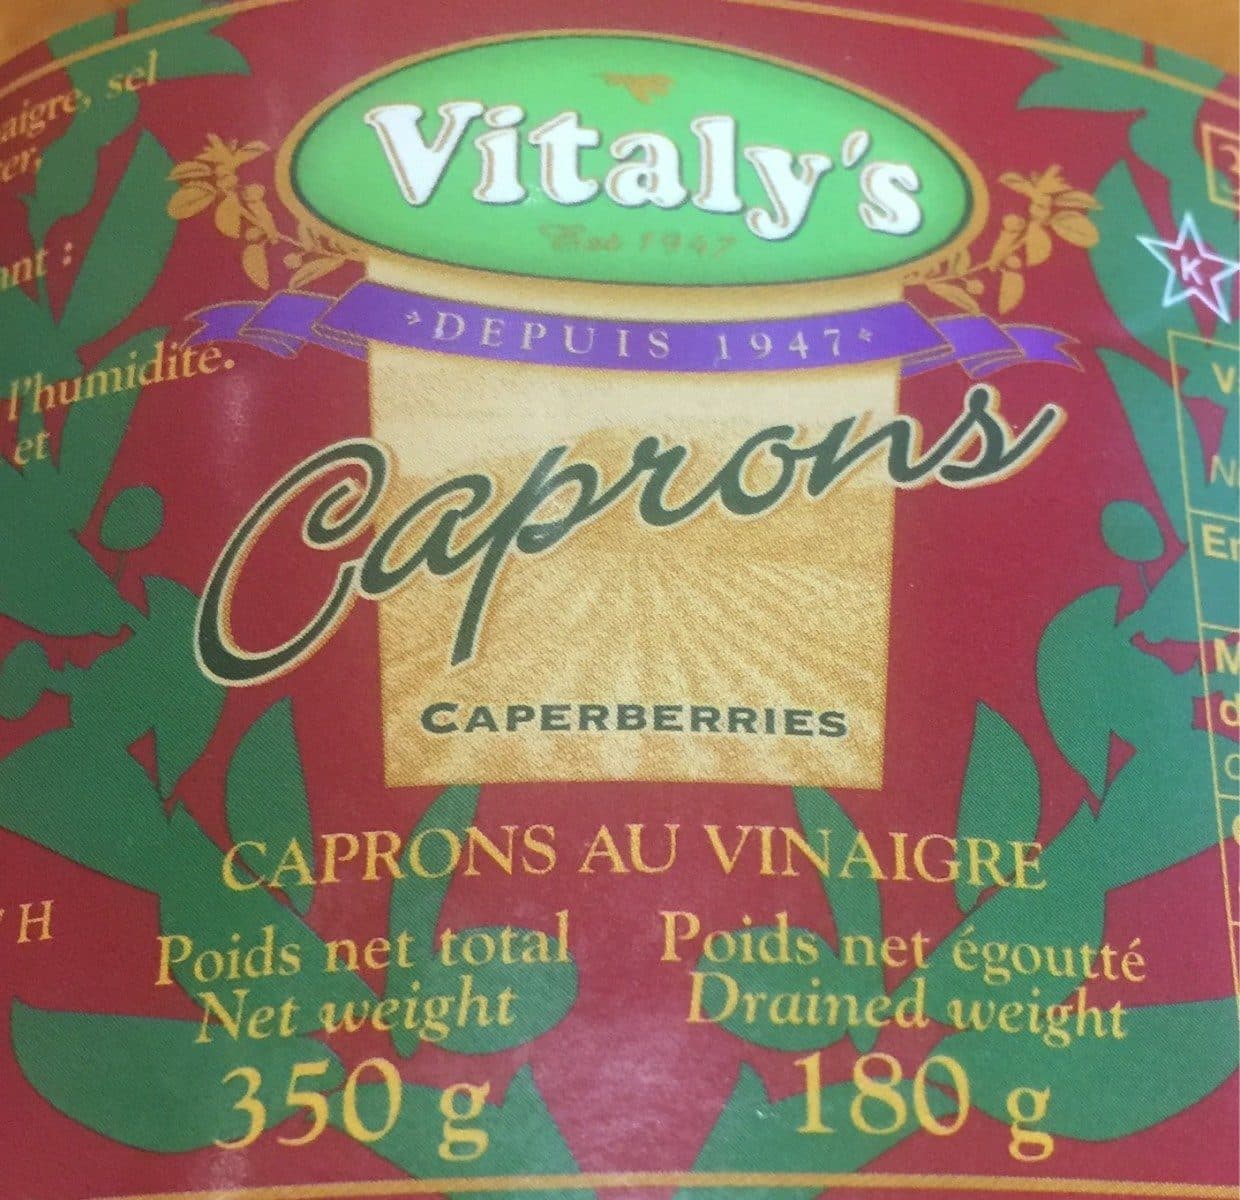 Vitaly's
Est 1947
DEPUIS 1947
Caprons
CAPERBERRIES
CAPRONS AU VINAIGRE
Poids net total
Net weight
350 g
Poids net égoutté
Drained weight
180 g
sel
l'humidité.
et
H
K